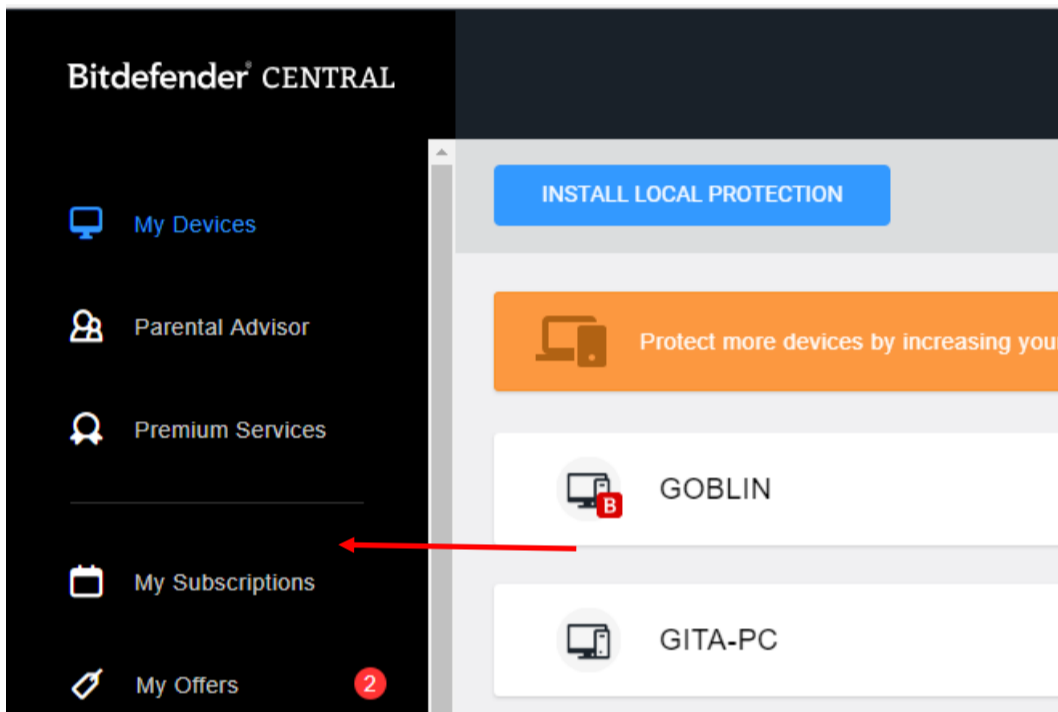 Bitdefender® CENTRAL
My Devices
Parental Advisor
Premium Services
My Subscriptions
My Offers 2
INSTALL LOCAL PROTECTION
Protect more devices by increasing your
B
GOBLIN
GITA-PC